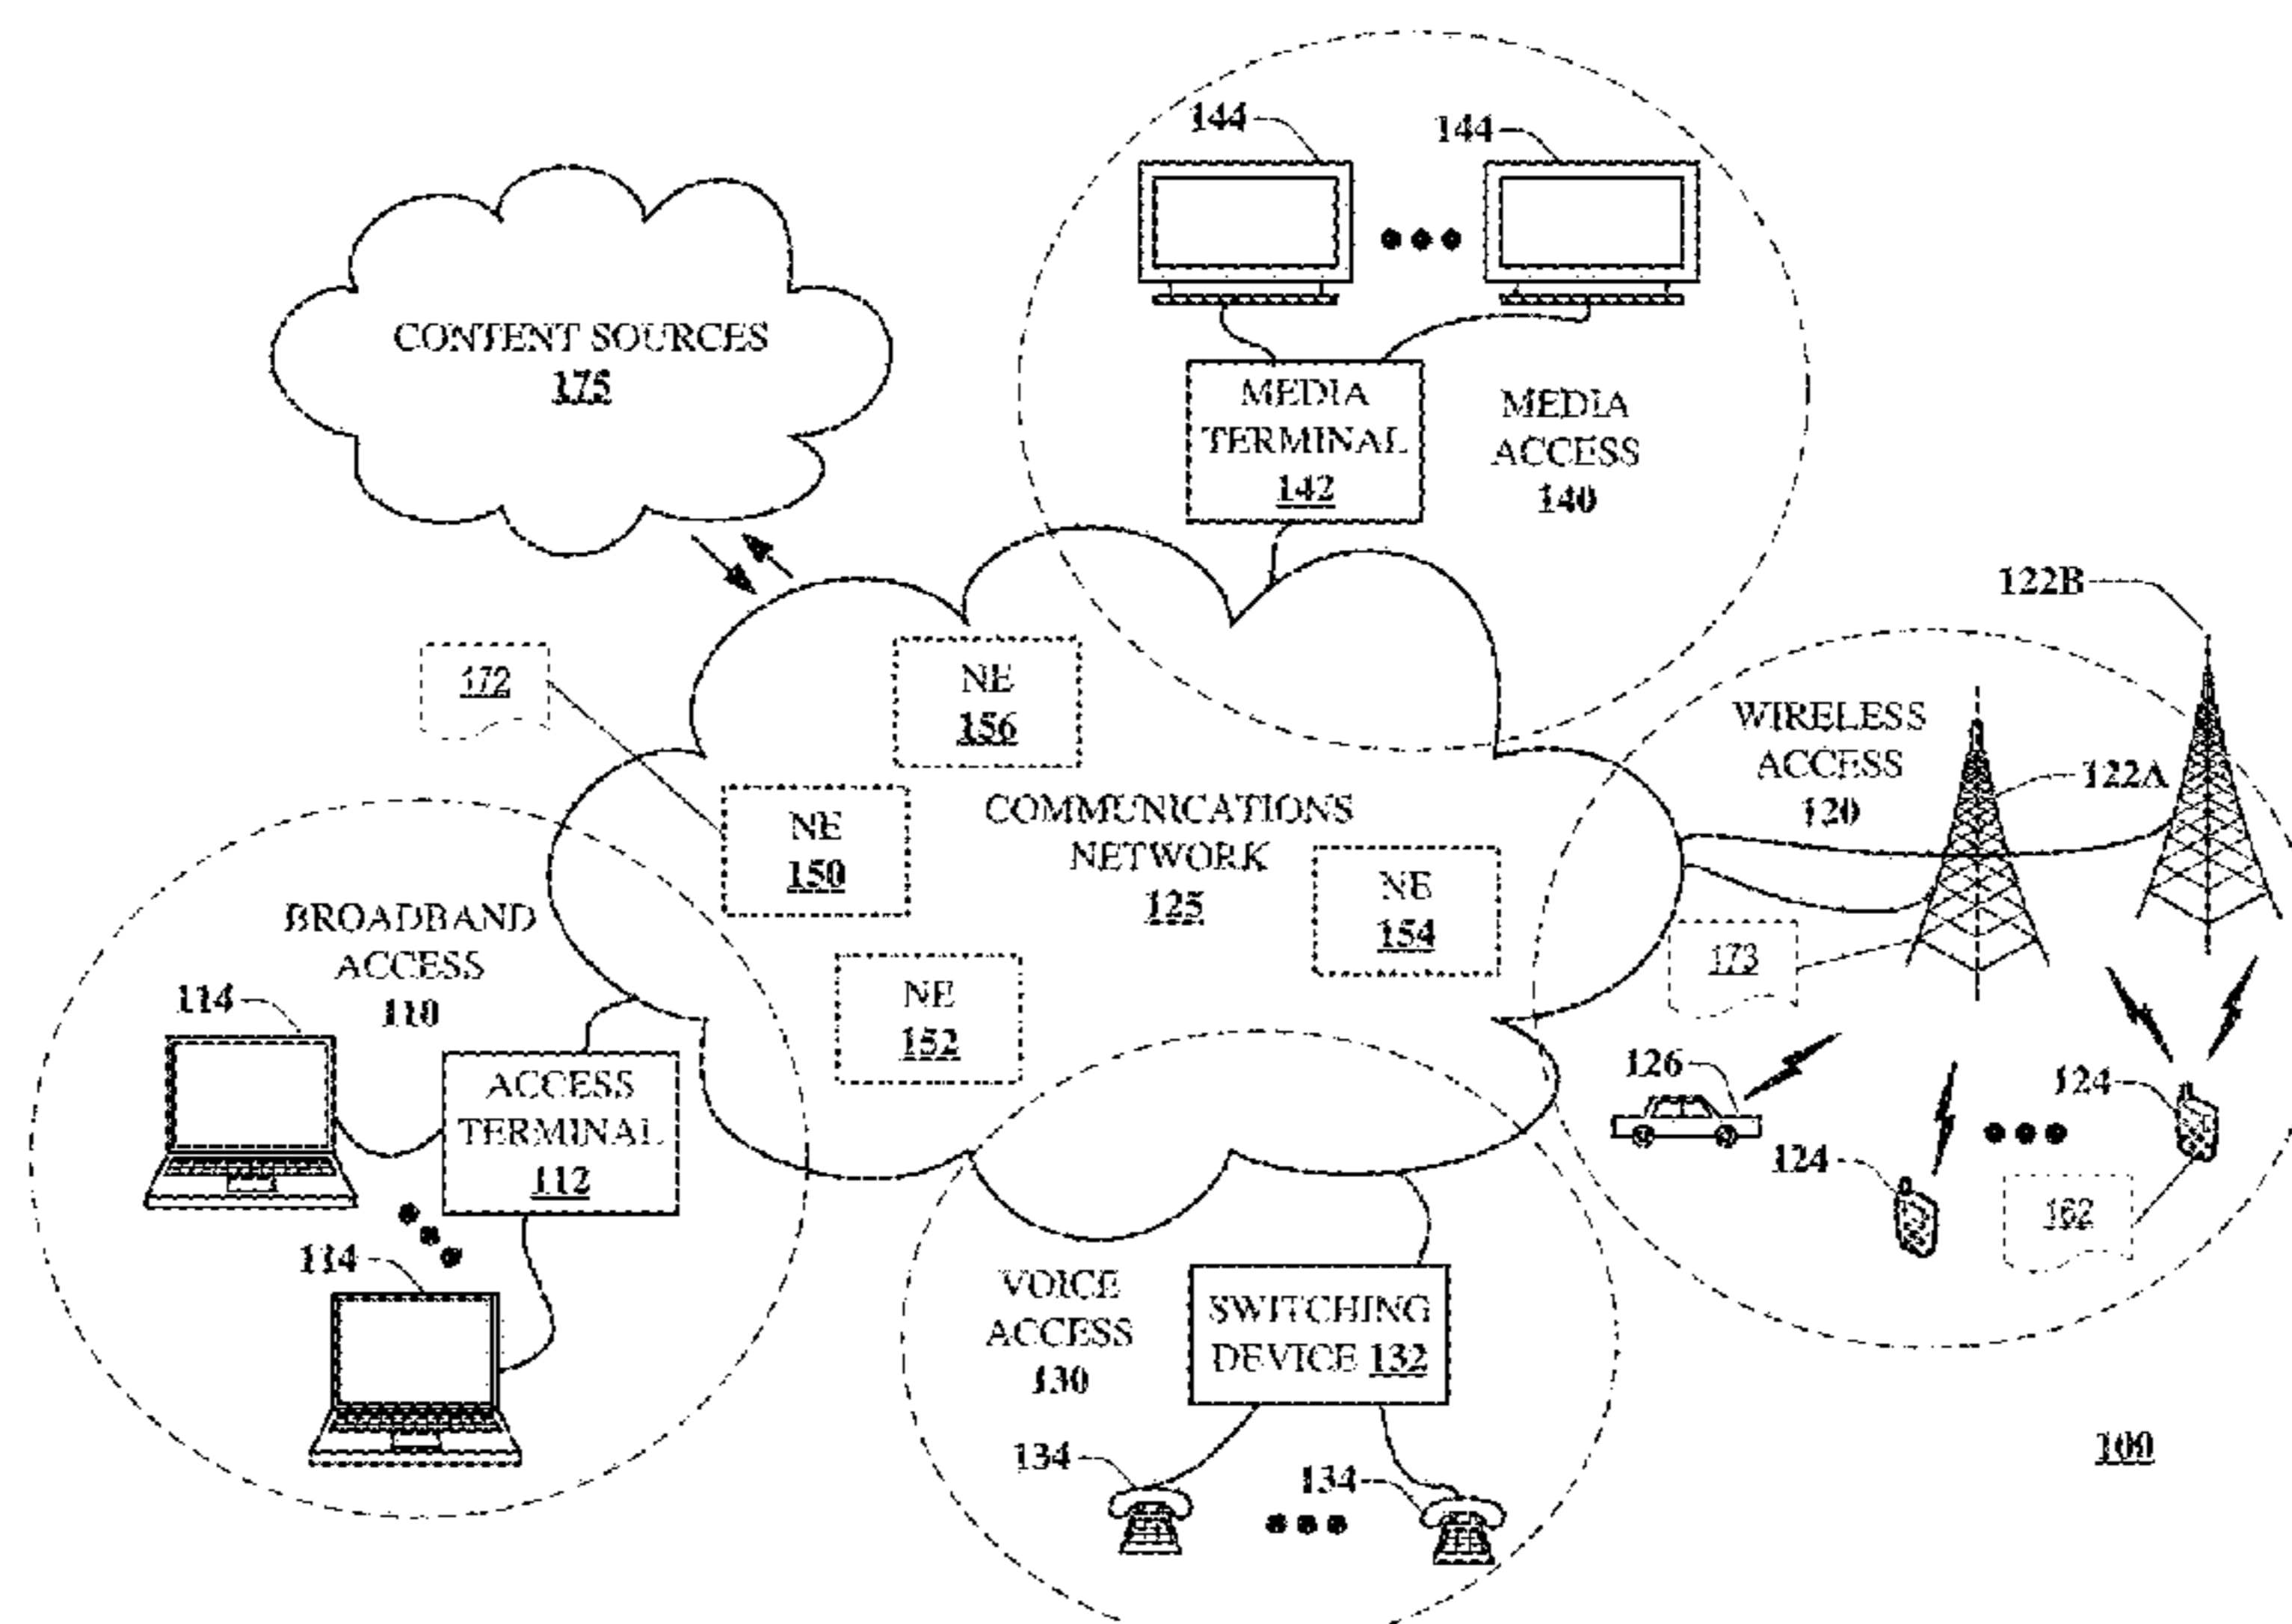 144
144
CONTENT SOURCES
175
MEDIA
TERMINAL
142
MEDIA
ACCESS
140
122B
172
NE
156
WIRELESS
ACCESS
120
122A
NE
150
COMMUNICATIONS
NETWORK
125
NE
154
BROADBAND
ACCESS
110
173
114
NE
152
ACCESS
TERMINAL
112
126
124
124
162
114
VOICE
ACCESS
130
SWITCHING
DEVICE 132
134
134
100